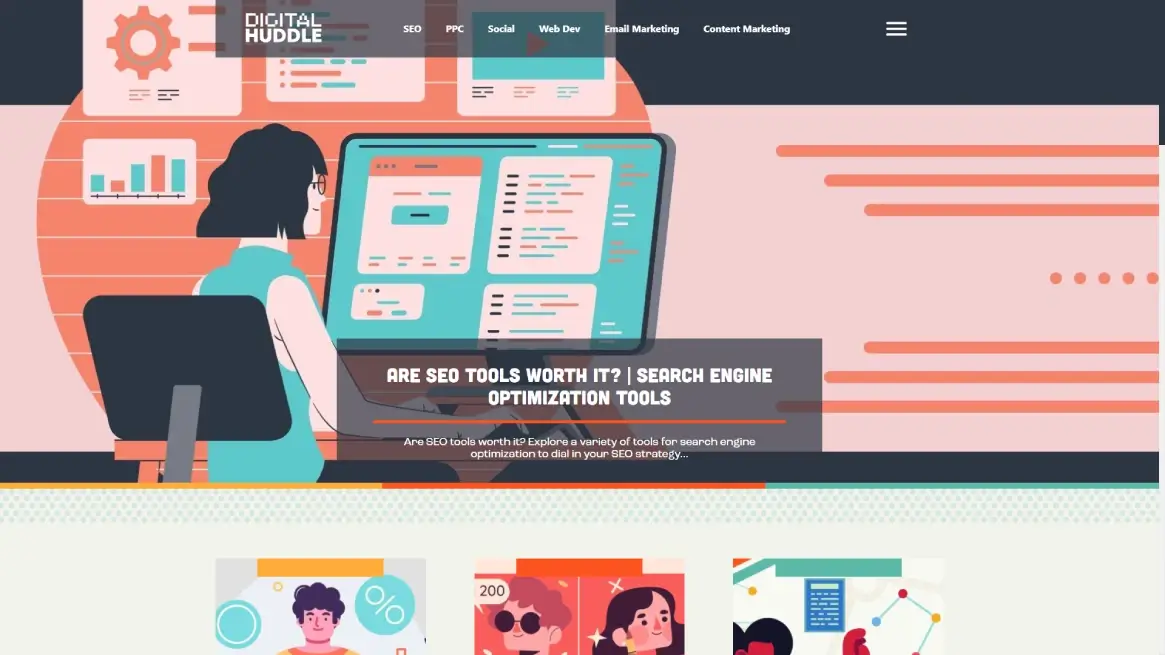 DIGITAL
HUDDLE
SEO PPC Social Web Dev Email Marketing Content Marketing
ARE SEO TOOLS WORTH IT? | SEARCH ENGINE
OPTIMIZATION TOOLS
Are SEO tools worth it? Explore a variety of tools for search engine
optimization to dial in your SEO strategy...
%
200